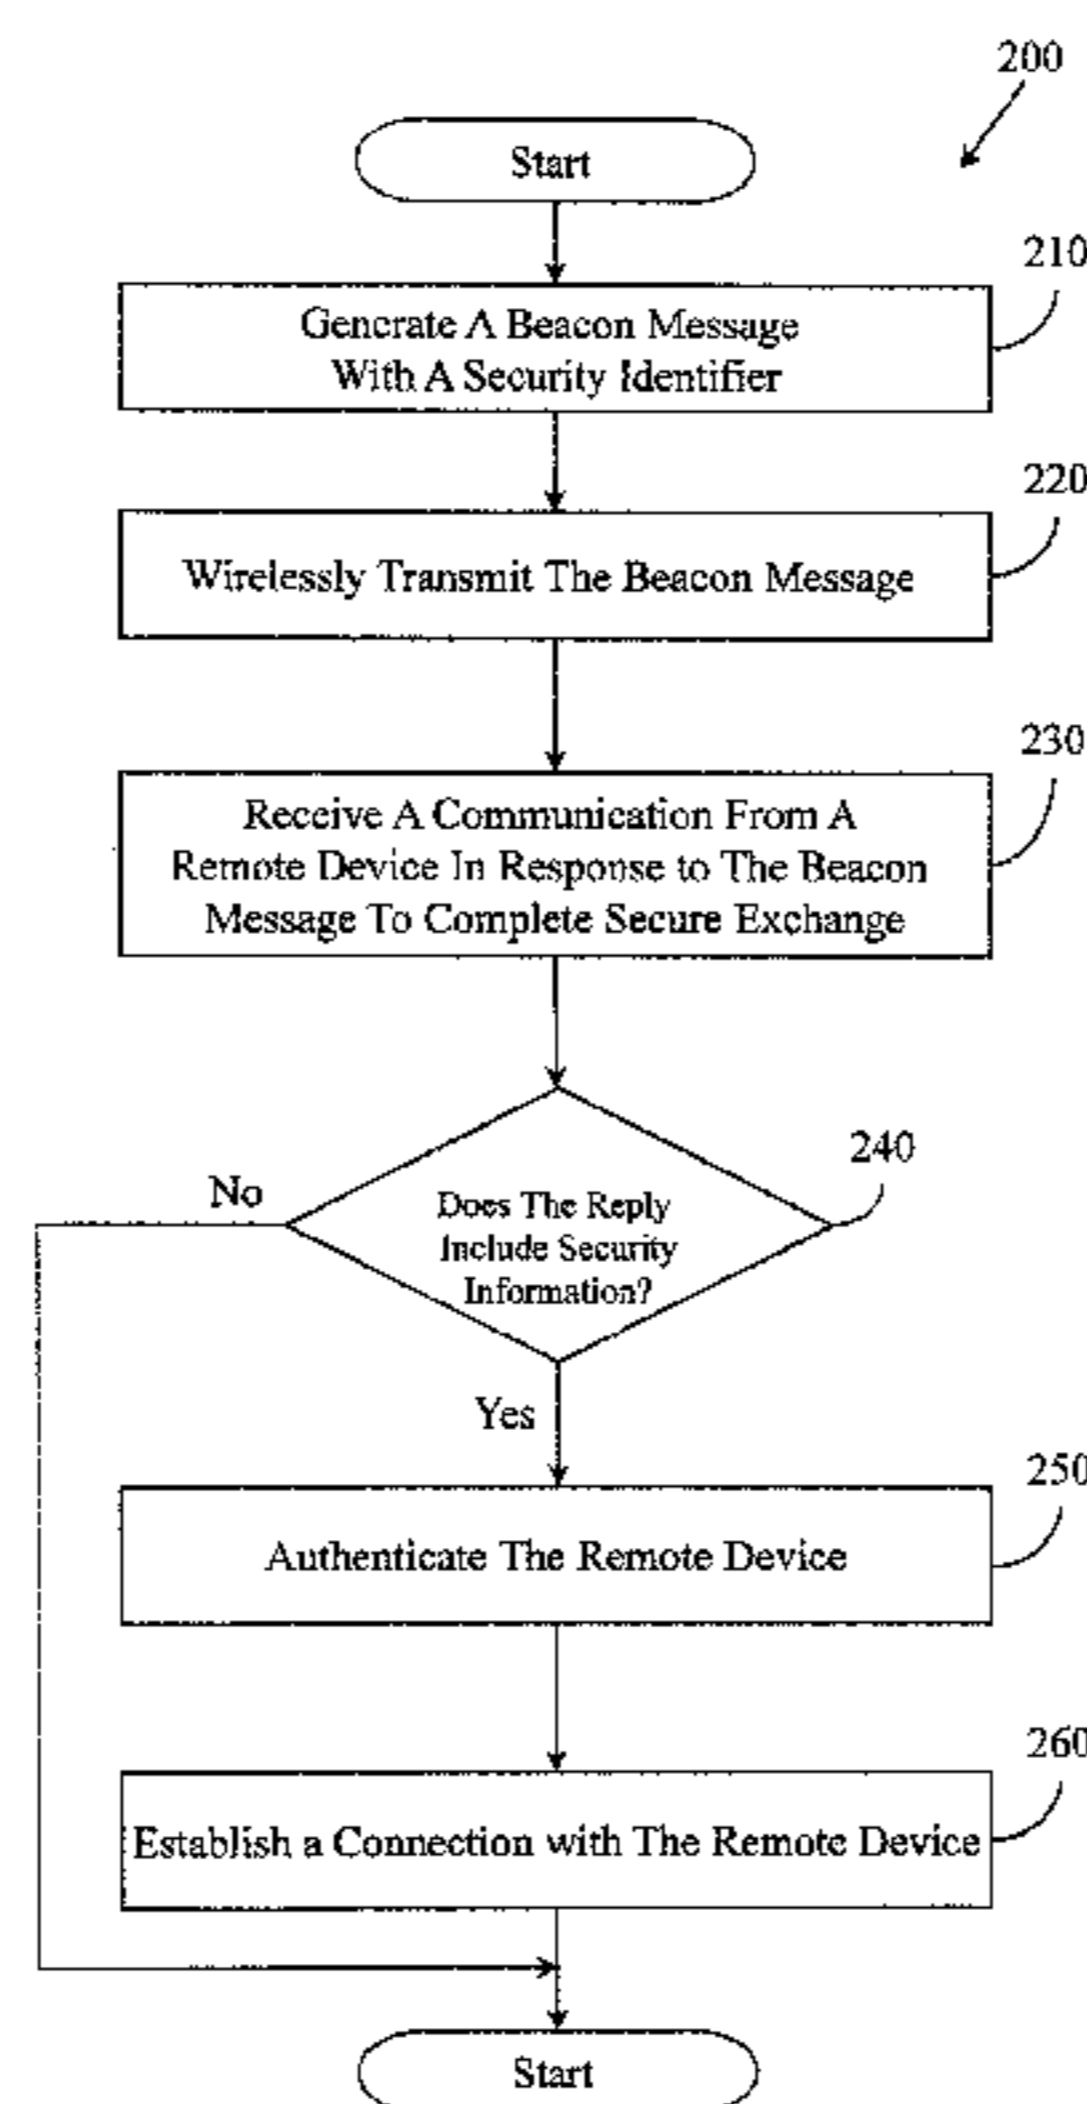 200
Start
210
Generate A Beacon Message
With A Security Identifier
220
Wirelessly Transmit The Beacon Message
230
Receive A Communication From A
Remote Device In Response to The Beacon
Message To Complete Secure Exchange
240
No
Does The Reply
Include Security
Information?
Yes
250
Authenticate The Remote Device
260
Establish a Connection with The Remote Device
Start